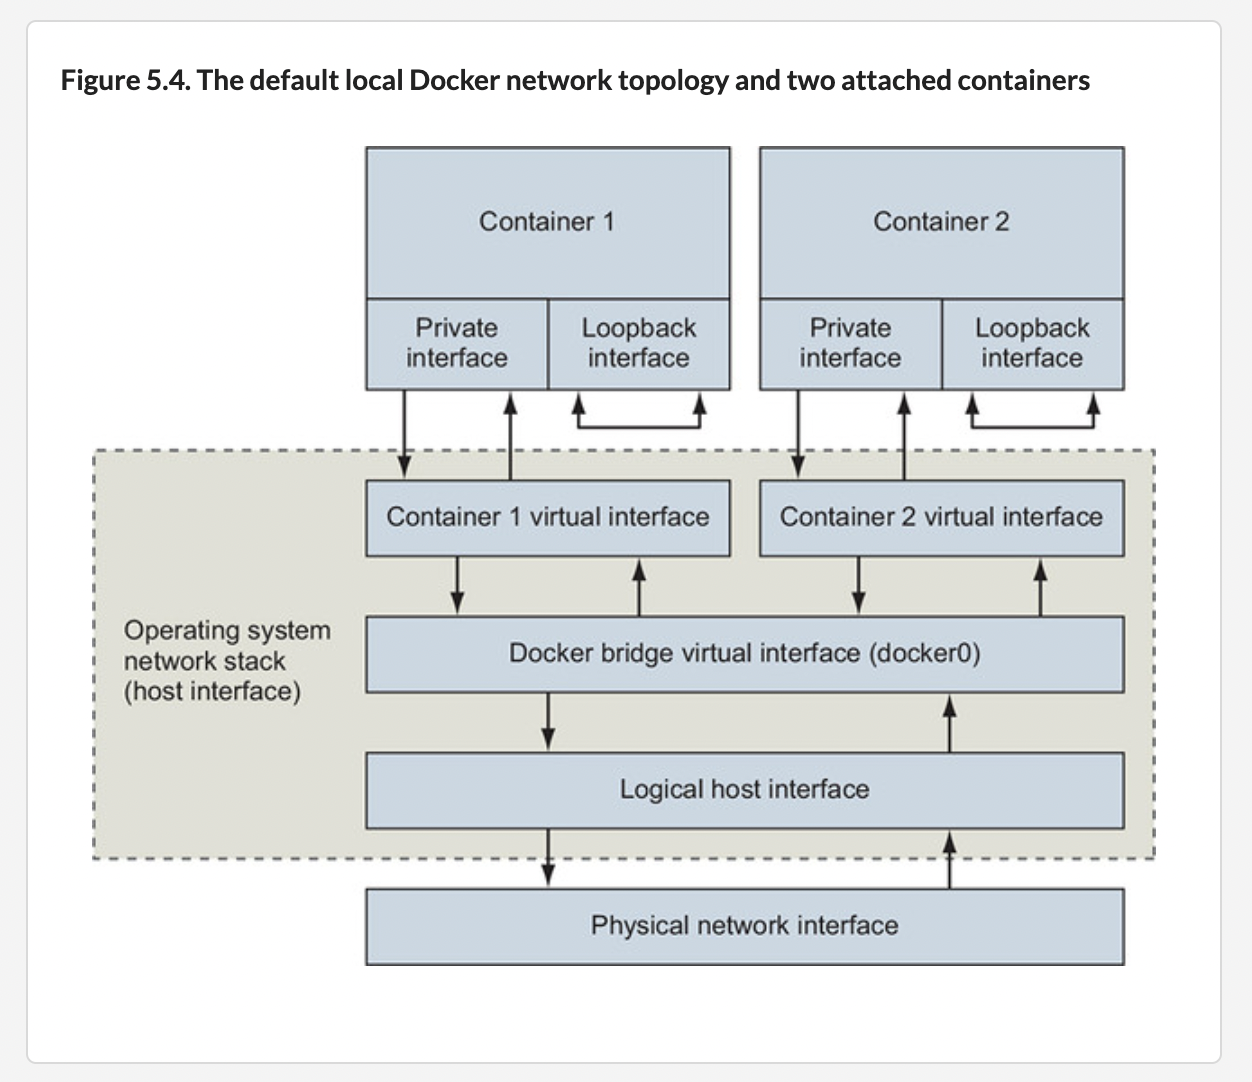 Figure 5.4. The default local Docker network topology and two attached containers
Container 1
Container 2
Private
interface
Loopback
interface
Private
interface
Loopback
interface
Container 1 virtual interface
Container 2 virtual interface
Operating system
network stack
(host interface)
Docker bridge virtual interface (docker0)
Logical host interface
Physical network interface